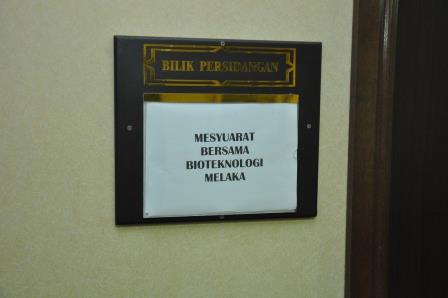 BILIK PERSIDANGAN
MESYUARAT
BERSAMA
BIOTEKNOLOGI
MELAKA